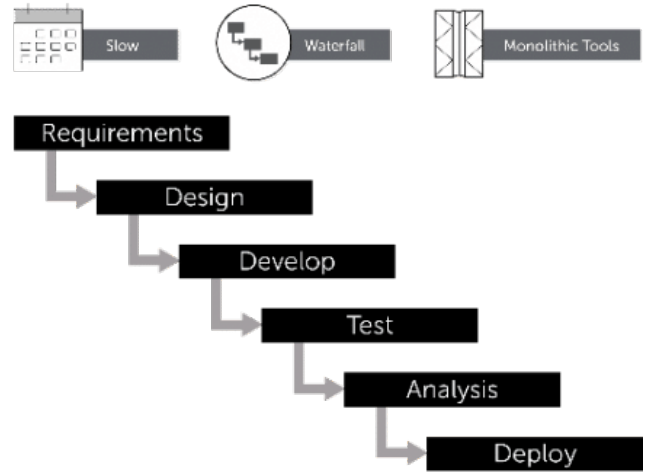 Slow
Waterfall
Monolithic Tools
Requirements
Design
Develop
Test
Analysis
Deploy